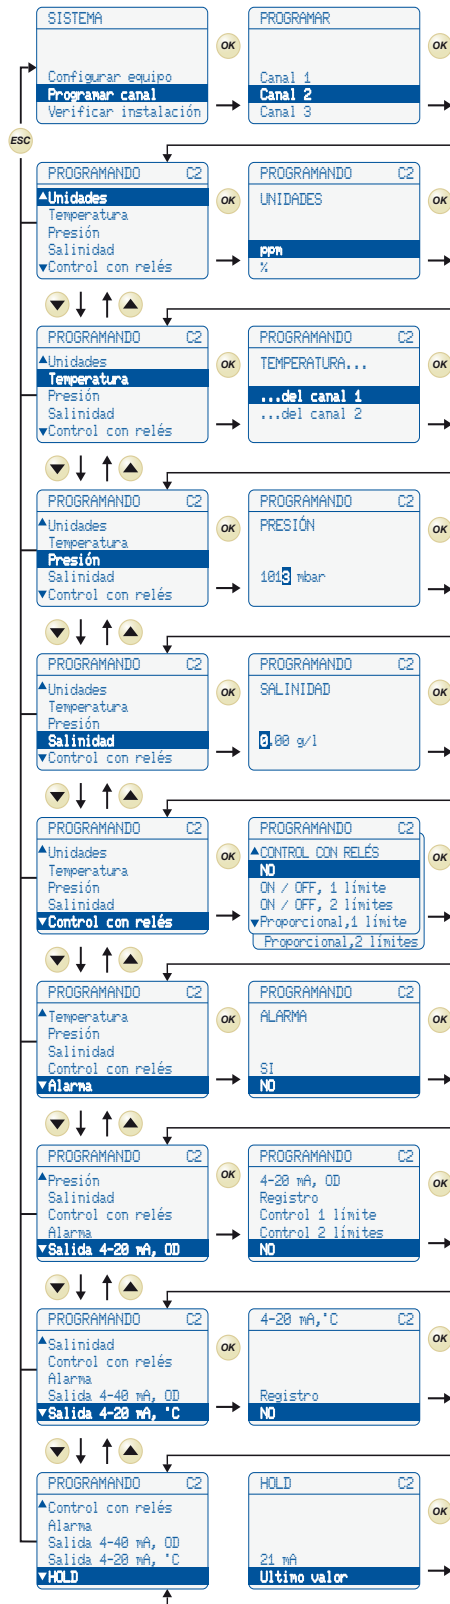 SISTEMA
Configurar equipo
Programar canal
Verificar instalación
OK
PROGRAMAR
Canal 1
Canal 2
Canal 3
OK
ESC
PROGRAMANDO C2
▲Unidades
Temperatura
Presión
Salinidad
▼Control con relés
OK
PROGRAMANDO C2
UNIDADES
ppm
%
OK
PROGRAMANDO C2
▲Unidades
Temperatura
Presión
Salinidad
▼Control con relés
OK
PROGRAMANDO C2
TEMPERATURA...
...del canal 1
...del canal 2
OK
PROGRAMANDO C2
▲Unidades
Temperatura
Presión
Salinidad
▼Control con relés
OK
PROGRAMANDO C2
PRESIÓN
1013 mbar
OK
PROGRAMANDO C2
▲Unidades
Temperatura
Presión
Salinidad
▼Control con relés
OK
PROGRAMANDO C2
SALINIDAD
0.00 g/l
OK
PROGRAMANDO C2
▲Unidades
Temperatura
Presión
Salinidad
▼Control con relés
OK
PROGRAMANDO C2
▲CONTROL CON RELÉS
NO
ON / OFF, 1 límite
ON / OFF, 2 límites
▼Proporcional,1 límite
Proporcional,2 límites
OK
PROGRAMANDO C2
▲Temperatura
Presión
Salinidad
Control con relés
▼Alarma
OK
PROGRAMANDO C2
ALARMA
SI
NO
OK
PROGRAMANDO C2
▲Presión
Salinidad
Control con relés
Alarma
▼Salida 4-20 mA, OD
OK
PROGRAMANDO C2
4-20 mA, OD
Registro
Control 1 límite
Control 2 límites
NO
OK
PROGRAMANDO C2
▲Salinidad
Control con relés
Alarma
Salida 4-40 mA, OD
▼Salida 4-20 mA, °C
OK
4-20 mA,°C C2
Registro
NO
OK
PROGRAMANDO C2
▲Control con relés
Alarma
Salida 4-40 mA, OD
Salida 4-20 mA, °C
▼HOLD
HOLD C2
21 mA
Ultimo valor
OK